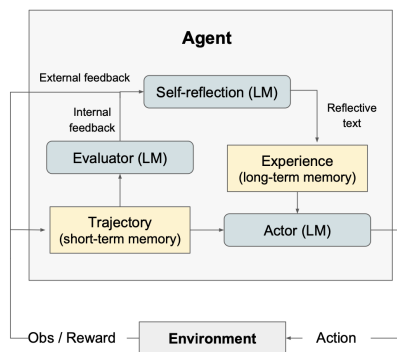 Agent
External feedback
Self-reflection (LM)
Internal
feedback
Reflective
text
Evaluator (LM)
Experience
(long-term memory)
Trajectory
(short-term memory)
Actor (LM)
Obs / Reward
Environment
Action